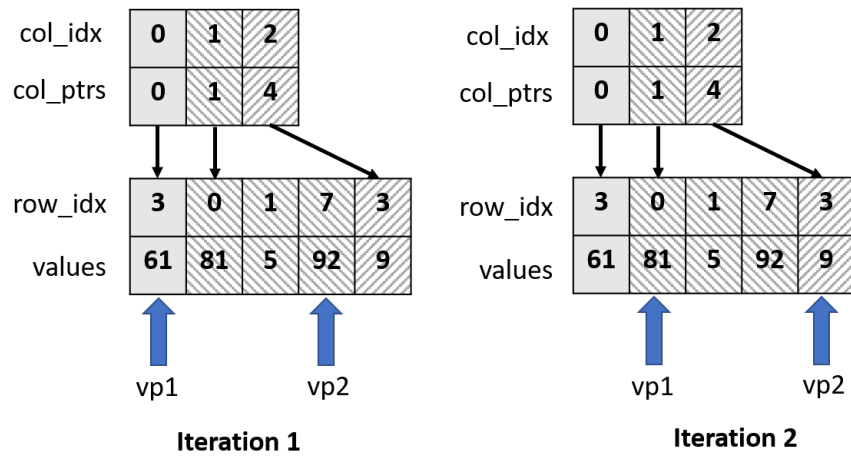 col_idx 0 1 2
col_ptrs 0 1 4
row_idx 3 0 1 7 3
values 61 81 5 92 9
vp1 vp2
Iteration 1
col_idx 0 1 2
col_ptrs 0 1 4
row_idx 3 0 1 7 3
values 61 81 5 92 9
vp1 vp2
Iteration 2